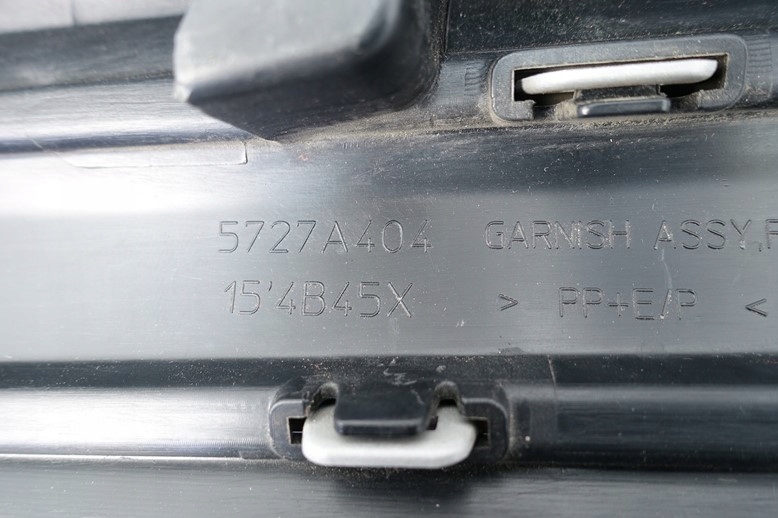 5727A404 GARNISH ASSY,F
15'4B45X > PP+E/P <